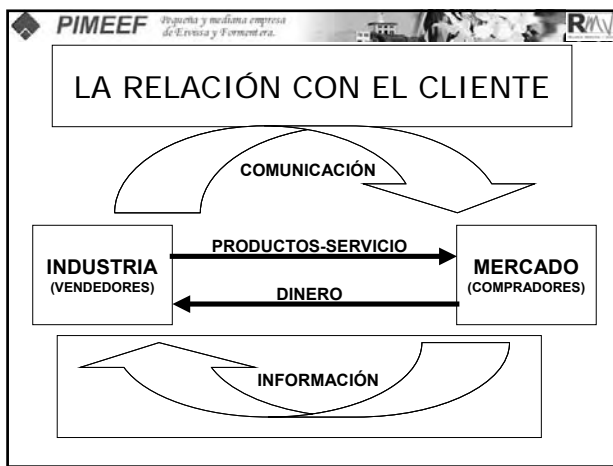 PIMEEF Pequeña y mediana empresa
de Eivissa y Formentera.
RMV
LA RELACIÓN CON EL CLIENTE
COMUNICACIÓN
PRODUCTOS-SERVICIO
INDUSTRIA
(VENDEDORES)
MERCADO
(COMPRADORES)
DINERO
INFORMACIÓN